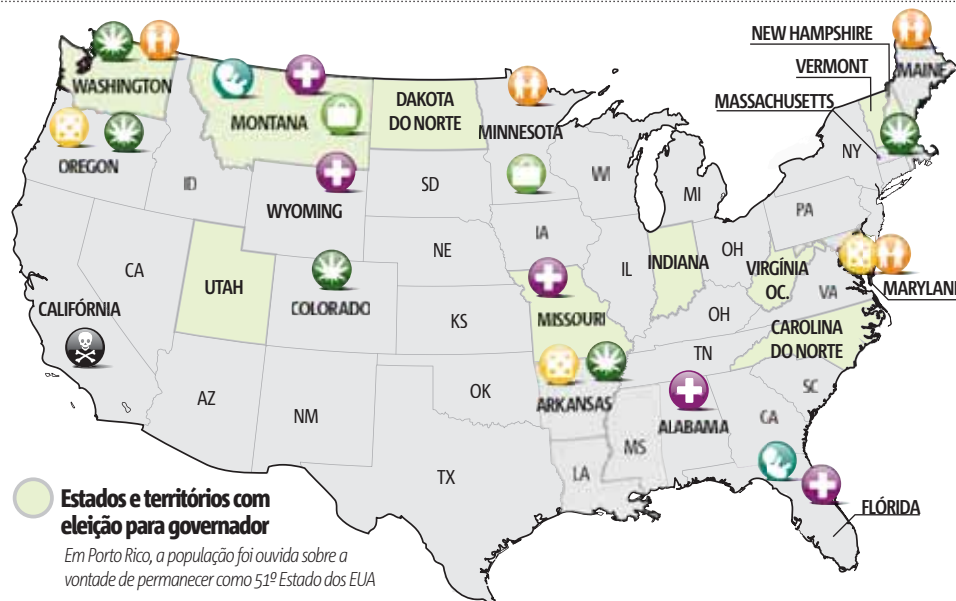 NEW HAMPSHIRE
VERMONT
MAINE
MASSACHUSETTS
WASHINGTON
MONTANA
DAKOTA
DO NORTE
MINNESOTA
OREGON
ID
WYOMING
SD
WI
MI
NY
PA
NE
IA
IL
INDIANA
OH
VIRGÍNIA
OC.
VA
MARYLAN
CA
UTAH
COLORADO
CALIFÓRNIA
KS
MISSOURI
OH
CAROLINA
DO NORTE
TN
SC
AZ
NM
OK
ARKANSAS
ALABAMA
CA
MS
LA
TX
FLÓRIDA
Estados e territórios com
eleição para governador
Em Porto Rico, a população foi ouvida sobre a
vontade de permanecer como 51º Estado dos EUA